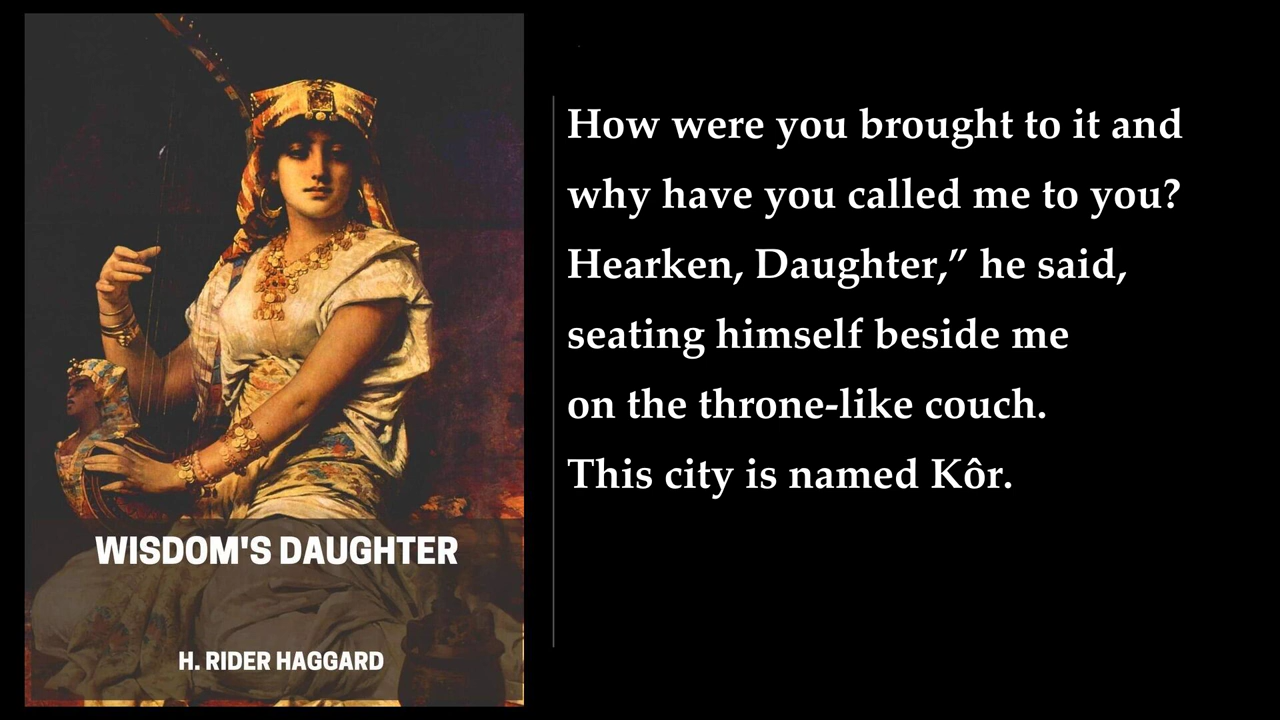 WISDOM'S DAUGHTER
H. RIDER HAGGARD
How were you brought to it and
why have you called me to you?
Hearken, Daughter,” he said,
seating himself beside me
on the throne-like couch.
This city is named Kôr.